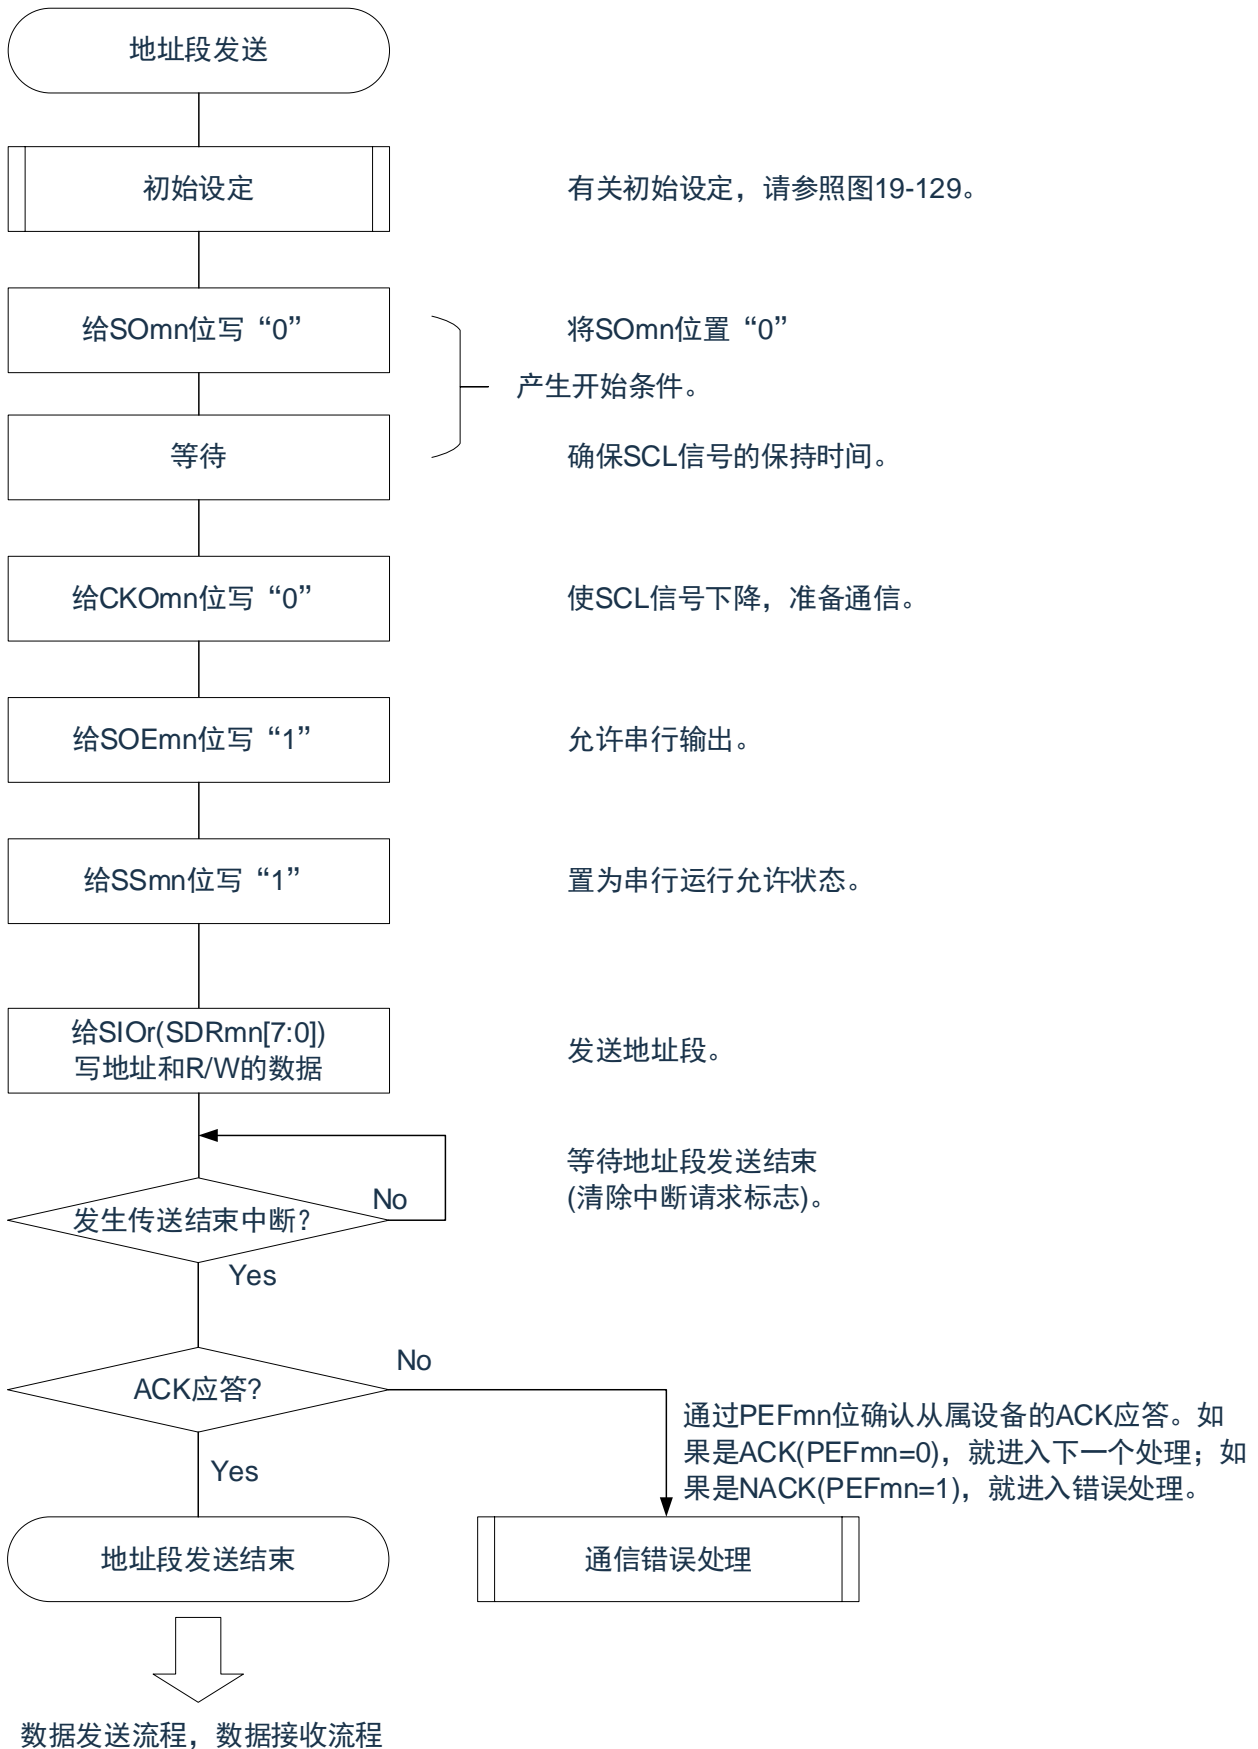 地址段发送
初始设定
有关初始设定，请参照图19-129。
给SOmn位写“0”
将SOmn位置“0”
产生开始条件。
等待
确保SCL信号的保持时间。
给CKOmn位写“0”
使SCL信号下降，准备通信。
给SOEmn位写“1”
允许串行输出。
给SSmn位写“1”
置为串行运行允许状态。
给SIOr(SDRmn[7:0])
写地址和R/W的数据
发送地址段。
等待地址段发送结束
(清除中断请求标志)。
发生传送结束中断？
No
Yes
ACK应答？
No
Yes
通过PEFmn位确认从属设备的ACK应答。如
果是ACK(PEFmn=0)，就进入下一个处理；如
果是NACK(PEFmn=1)，就进入错误处理。
地址段发送结束
通信错误处理
数据发送流程，数据接收流程